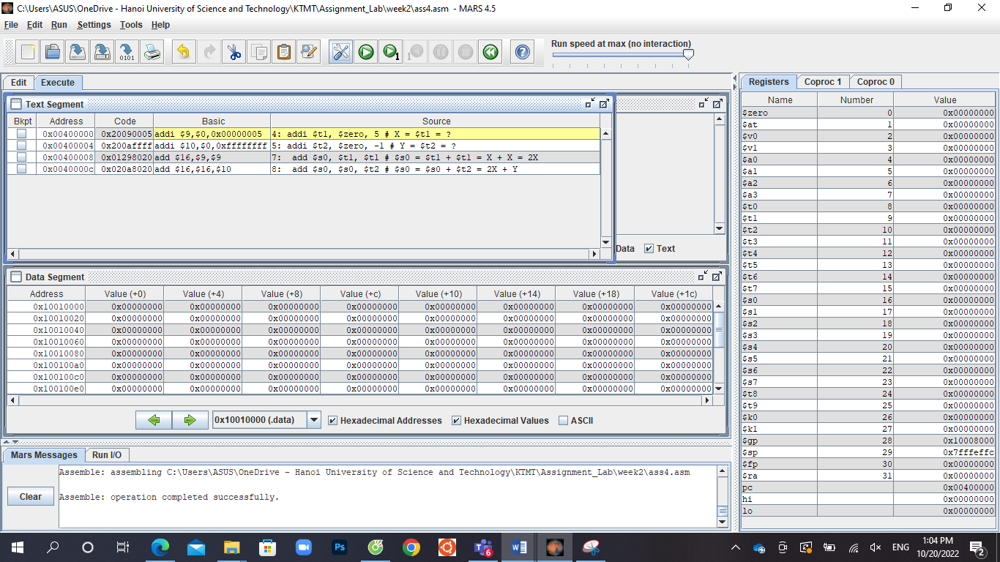 C:\Users\ASUS\OneDrive - Hanoi University of Science and Technology\KTMT\Assignment_Lab\week2\ass4.asm - MARS 4.5
File Edit Run Settings Tools Help
Run speed at max (no interaction)
Edit Execute
Text Segment
Bkpt Address Code Basic Source
0x00400000 0x20090005 addi $9,$0,0x00000005 4: addi $t1, $zero, 5 # X = $t1 = ?
0x00400004 0x200affff addi $10,$0,0xffffffff 5: addi $t2, $zero, -1 # Y = $t2 = ?
0x00400008 0x01298020 add $16,$9,$9 7: add $s0, $t1, $t1 # $s0 = $t1 + $t1 = X + X = 2X
0x0040000c 0x020a8020 add $16,$16,$10 8: add $s0, $s0, $t2 # $s0 = $s0 + $t2 = 2X + Y
Data Text
Data Segment
Address Value (+0) Value (+4) Value (+8) Value (+c) Value (+10) Value (+14) Value (+18) Value (+1c)
0x10010000 0x00000000 0x00000000 0x00000000 0x00000000 0x00000000 0x00000000 0x00000000 0x00000000
0x10010020 0x00000000 0x00000000 0x00000000 0x00000000 0x00000000 0x00000000 0x00000000 0x00000000
0x10010040 0x00000000 0x00000000 0x00000000 0x00000000 0x00000000 0x00000000 0x00000000 0x00000000
0x10010060 0x00000000 0x00000000 0x00000000 0x00000000 0x00000000 0x00000000 0x00000000 0x00000000
0x10010080 0x00000000 0x00000000 0x00000000 0x00000000 0x00000000 0x00000000 0x00000000 0x00000000
0x100100a0 0x00000000 0x00000000 0x00000000 0x00000000 0x00000000 0x00000000 0x00000000 0x00000000
0x100100c0 0x00000000 0x00000000 0x00000000 0x00000000 0x00000000 0x00000000 0x00000000 0x00000000
0x100100e0 0x00000000 0x00000000 0x00000000 0x00000000 0x00000000 0x00000000 0x00000000 0x00000000
0x10010000 (.data) Hexadecimal Addresses Hexadecimal Values ASCII
Mars Messages Run I/O
Assemble: assembling C:\Users\ASUS\OneDrive - Hanoi University of Science and Technology\KTMT\Assignment_Lab\week2\ass4.asm
Clear
Assemble: operation completed successfully.
Registers Coproc 1 Coproc 0
Name Number Value
$zero 0 0x00000000
$at 1 0x00000000
$v0 2 0x00000000
$v1 3 0x00000000
$a0 4 0x00000000
$a1 5 0x00000000
$a2 6 0x00000000
$a3 7 0x00000000
$t0 8 0x00000000
$t1 9 0x00000000
$t2 10 0x00000000
$t3 11 0x00000000
$t4 12 0x00000000
$t5 13 0x00000000
$t6 14 0x00000000
$t7 15 0x00000000
$s0 16 0x00000000
$s1 17 0x00000000
$s2 18 0x00000000
$s3 19 0x00000000
$s4 20 0x00000000
$s5 21 0x00000000
$s6 22 0x00000000
$s7 23 0x00000000
$t8 24 0x00000000
$t9 25 0x00000000
$k0 26 0x00000000
$k1 27 0x00000000
$gp 28 0x10008000
$sp 29 0x7fffeffc
$fp 30 0x00000000
$ra 31 0x00000000
pc 0x00400000
hi 0x00000000
lo 0x00000000
Ps 6 ENG 1:04 PM
10/20/2022 2